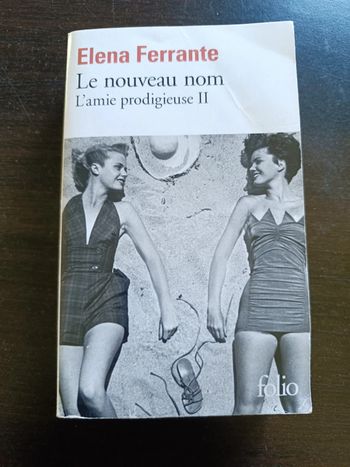 Elena Ferrante
Le nouveau nom
L'amie prodigieuse II
folio